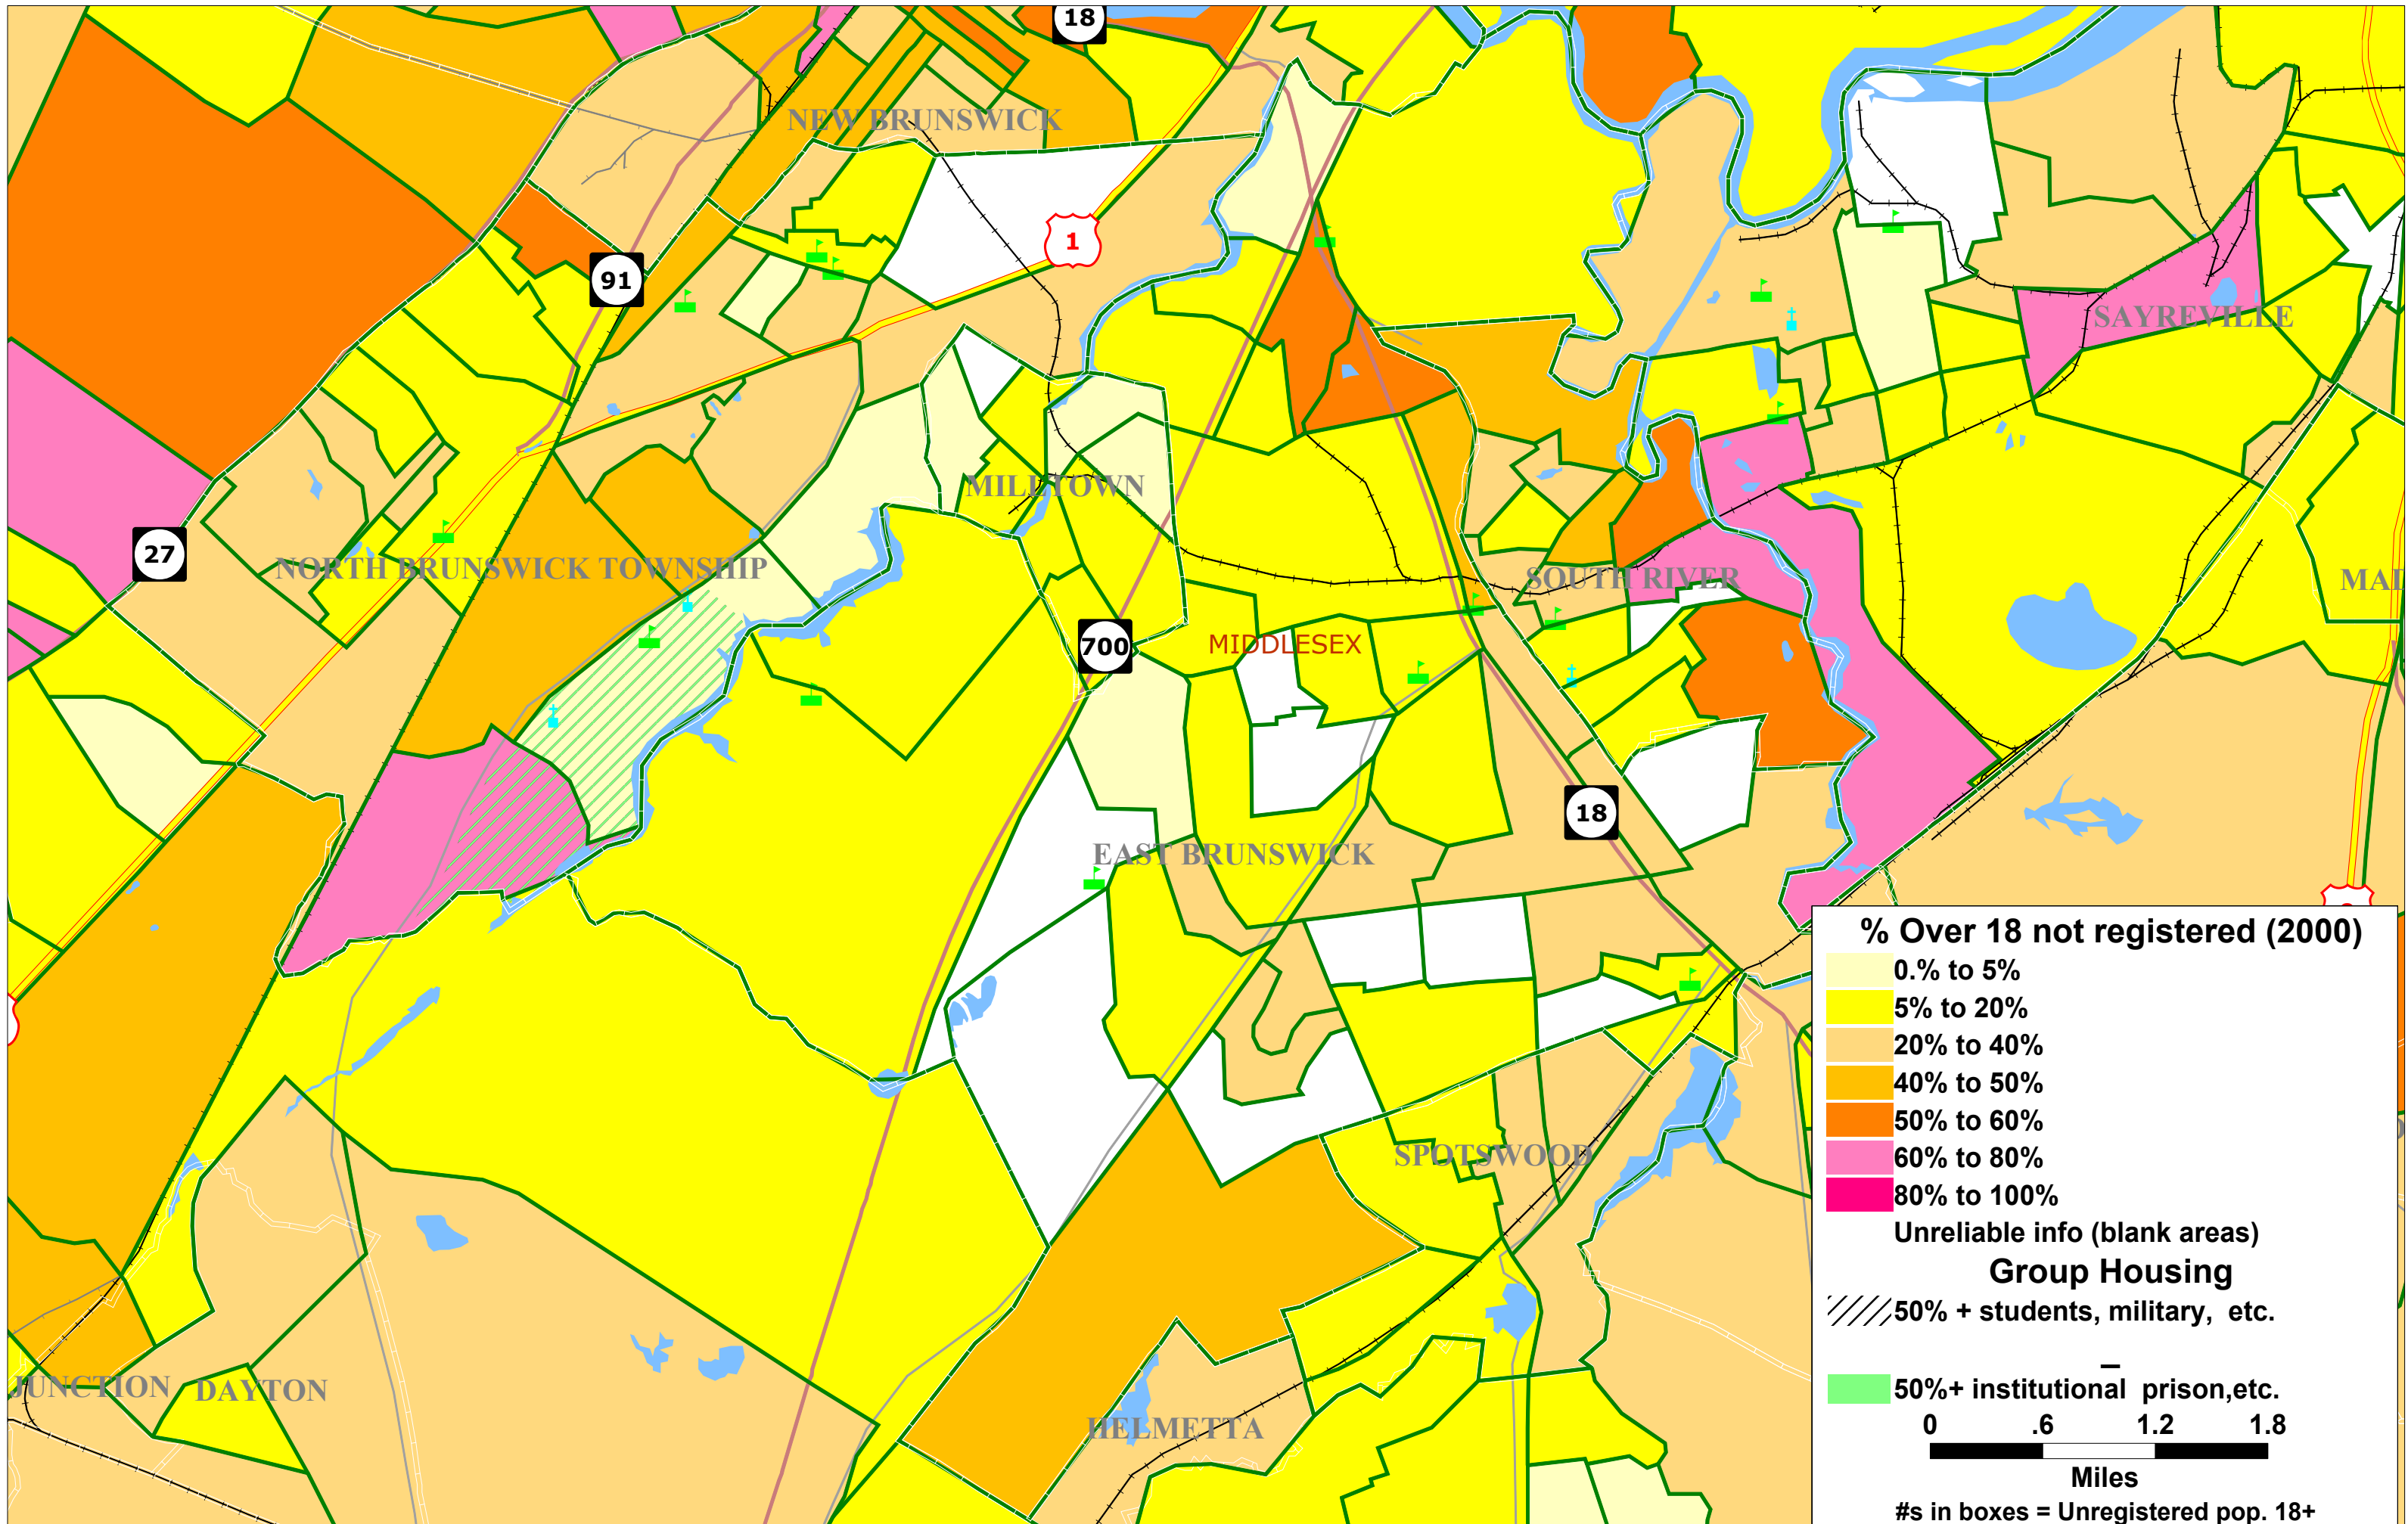 18
NEW BRUNSWICK
1
91
SAYREVILLE
MILLTOWN
27
NORTH BRUNSWICK TOWNSHIP
SOUTH RIVER
MAD
700
MIDDLESEX
18
EAST BRUNSWICK
SPOTSWOOD
JUNCTION
DAYTON
HELMETTA
% Over 18 not registered (2000)
0.% to 5%
5% to 20%
20% to 40%
40% to 50%
50% to 60%
60% to 80%
80% to 100%
Unreliable info (blank areas)
Group Housing
50% + students, military, etc.
50%+ institutional prison,etc.
0 .6 1.2 1.8
Miles
#s in boxes = Unregistered pop. 18+